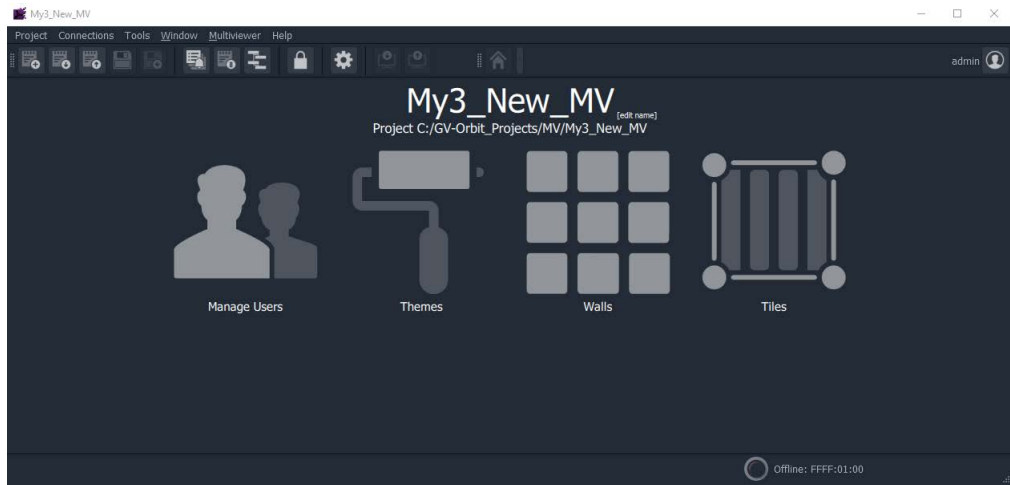 My3_New_MV
Project Connections Tools Window Multiviewer Help
admin
My3_New_MV [edit name]
Project C:/GV-Orbit_Projects/MV/My3_New_MV
Manage Users Themes Walls Tiles
Offline: FFFF:01:00